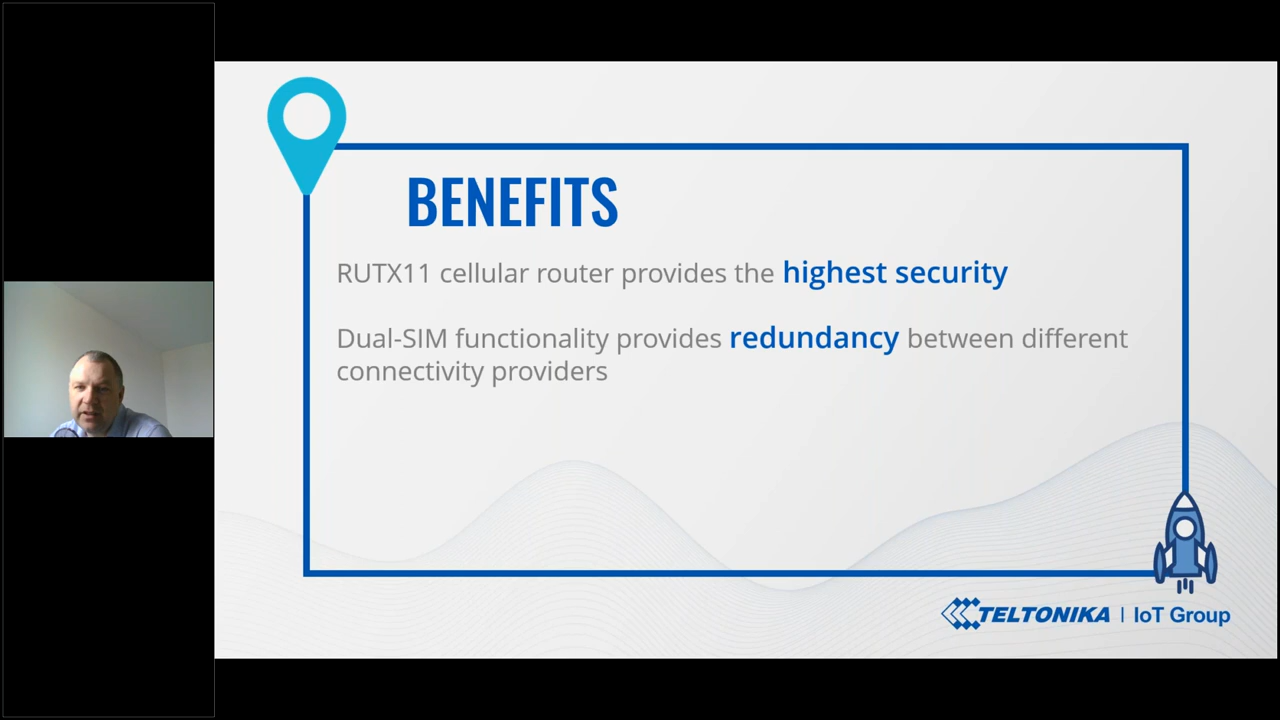 BENEFITS
RUTX11 cellular router provides the highest security
Dual-SIM functionality provides redundancy between different
connectivity providers
TELTONIKA | IoT Group